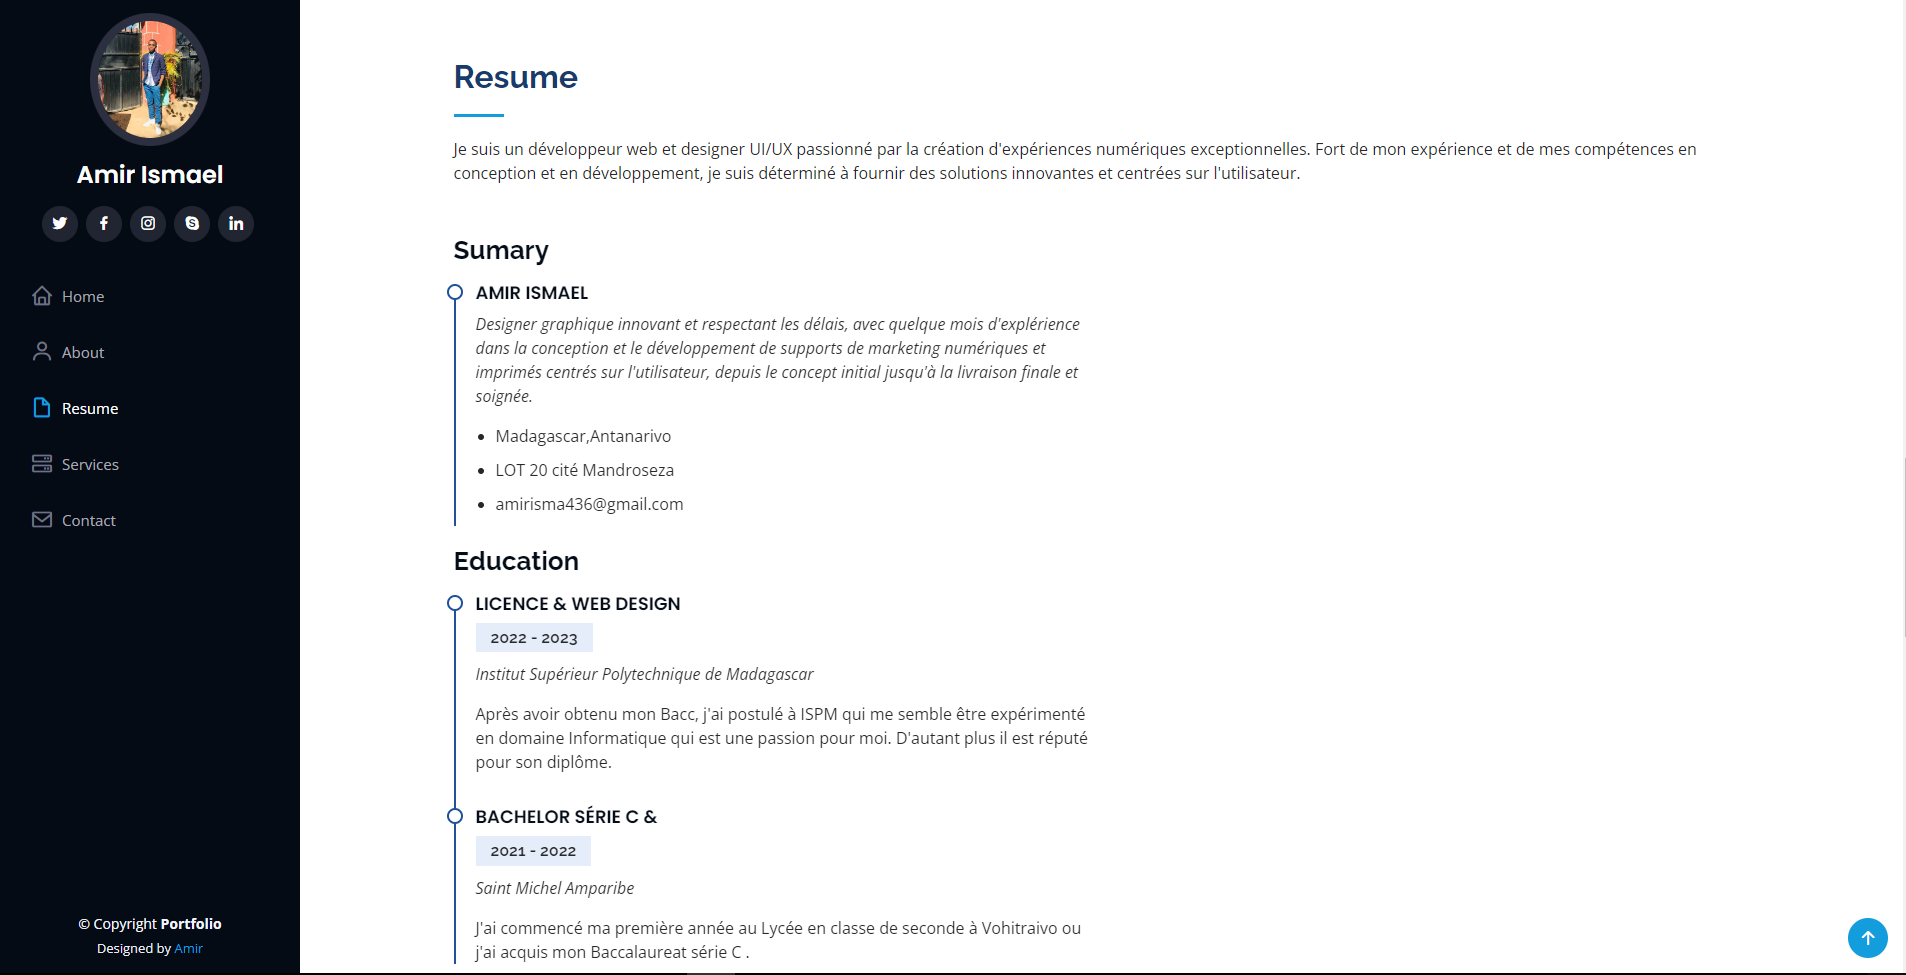 Amir Ismael
Home
About
Resume
Services
Contact
© Copyright Portfolio
Designed by Amir
Resume
Je suis un développeur web et designer UI/UX passionné par la création d'expériences numériques exceptionnelles. Fort de mon expérience et de mes compétences en
conception et en développement, je suis déterminé à fournir des solutions innovantes et centrées sur l'utilisateur.
Sumary
AMIR ISMAEL
Designer graphique innovant et respectant les délais, avec quelque mois d'explérience
dans la conception et le développement de supports de marketing numériques et
imprimés centrés sur l'utilisateur, depuis le concept initial jusqu'à la livraison finale et
soignée.
Madagascar,Antanarivo
LOT 20 cité Mandroseza
amirisma436@gmail.com
Education
LICENCE & WEB DESIGN
2022 - 2023
Institut Supérieur Polytechnique de Madagascar
Après avoir obtenu mon Bacc, j'ai postulé à ISPM qui me semble être expérimenté
en domaine Informatique qui est une passion pour moi. D'autant plus il est réputé
pour son diplôme.
BACHELOR SÉRIE C &
2021 - 2022
Saint Michel Amparibe
J'ai commencé ma première année au Lycée en classe de seconde à Vohitraivo ou
j'ai acquis mon Baccalaureat série C .